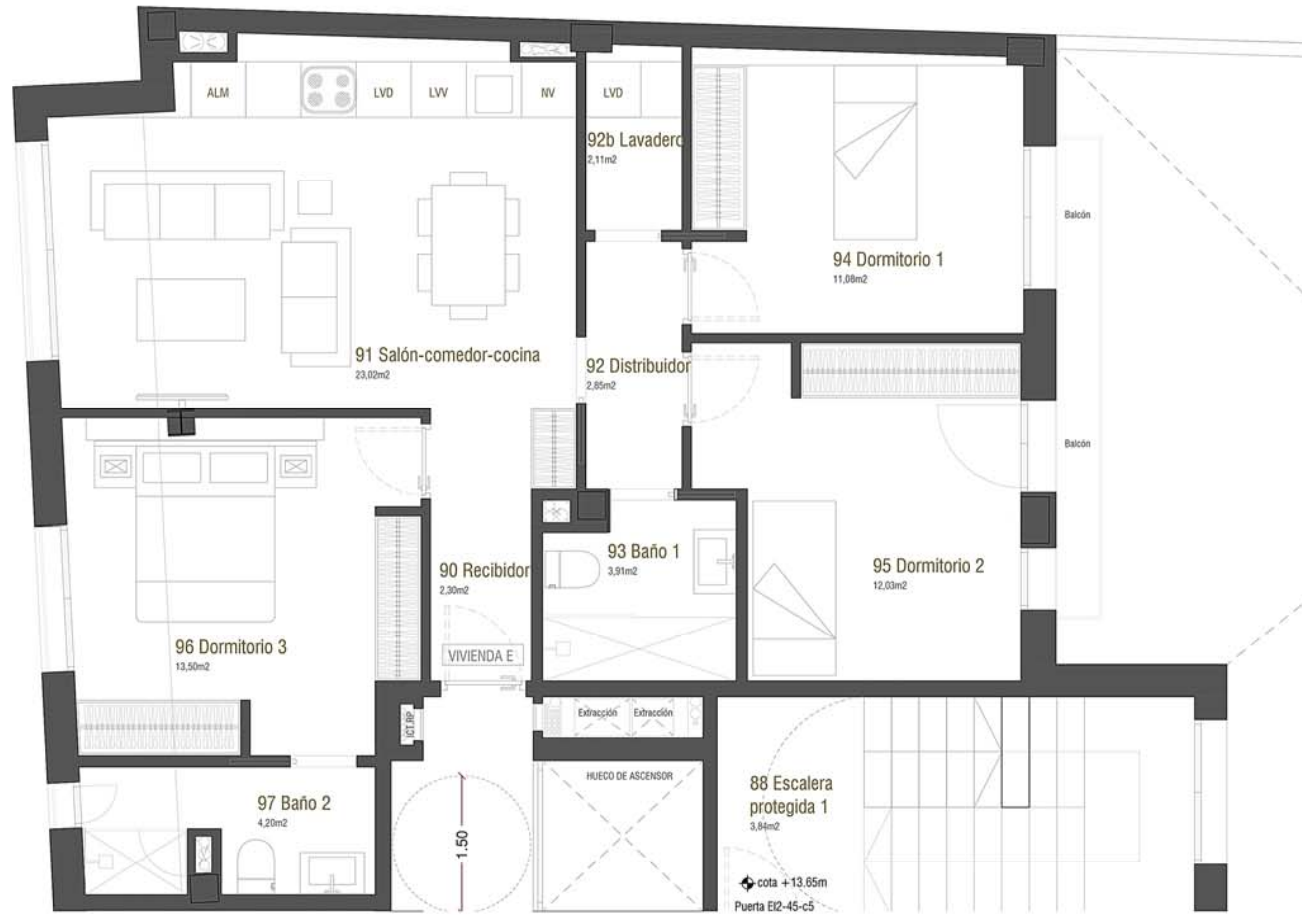 ALM
LVD
LVV
NV
LVD
92b Lavadero
2,11m2
Balcón
94 Dormitorio 1
11,08m2
91 Salón-comedor-cocina
23,02m2
92 Distribuidor
2,85m2
Balcón
93 Baño 1
3,91m2
90 Recibidor
2,30m2
95 Dormitorio 2
12,03m2
96 Dormitorio 3
13,50m2
VIVIENDA E
ICT.RP
Extracción
Extracción
HUECO DE ASCENSOR
88 Escalera
protegida 1
3,84m2
97 Baño 2
4,20m2
1.50
cota +13.65m
Puerta EI2-45-c5